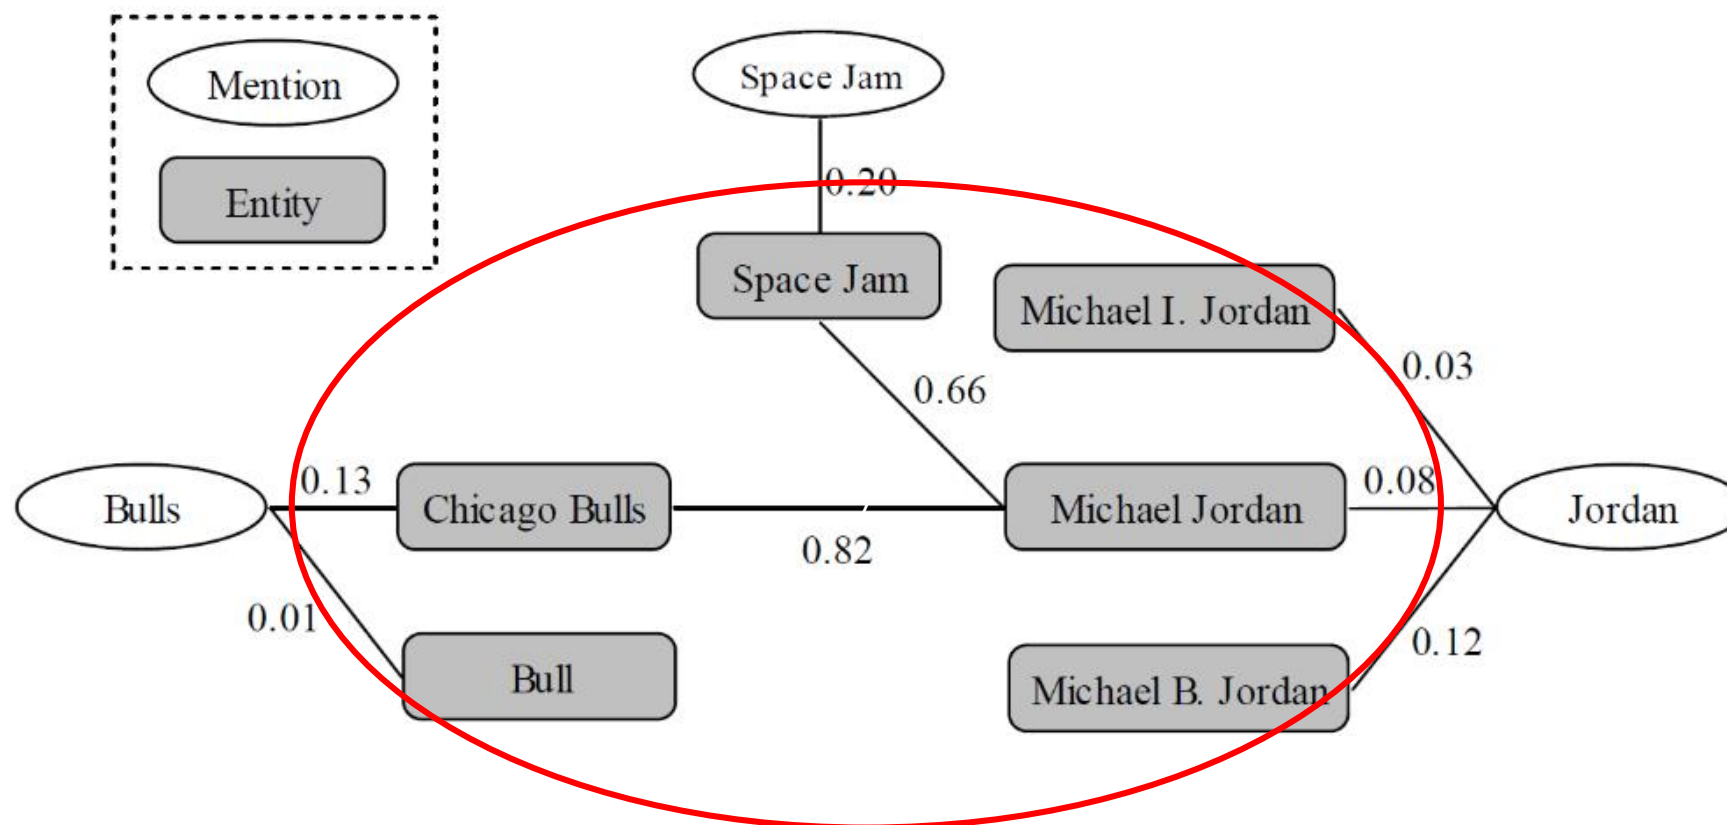 Mention
Entity
Space Jam
0.20
Space Jam
Michael I. Jordan
0.03
0.66
Bulls
0.13
Chicago Bulls
0.82
Michael Jordan
0.08
Jordan
0.01
Bull
Michael B. Jordan
0.12